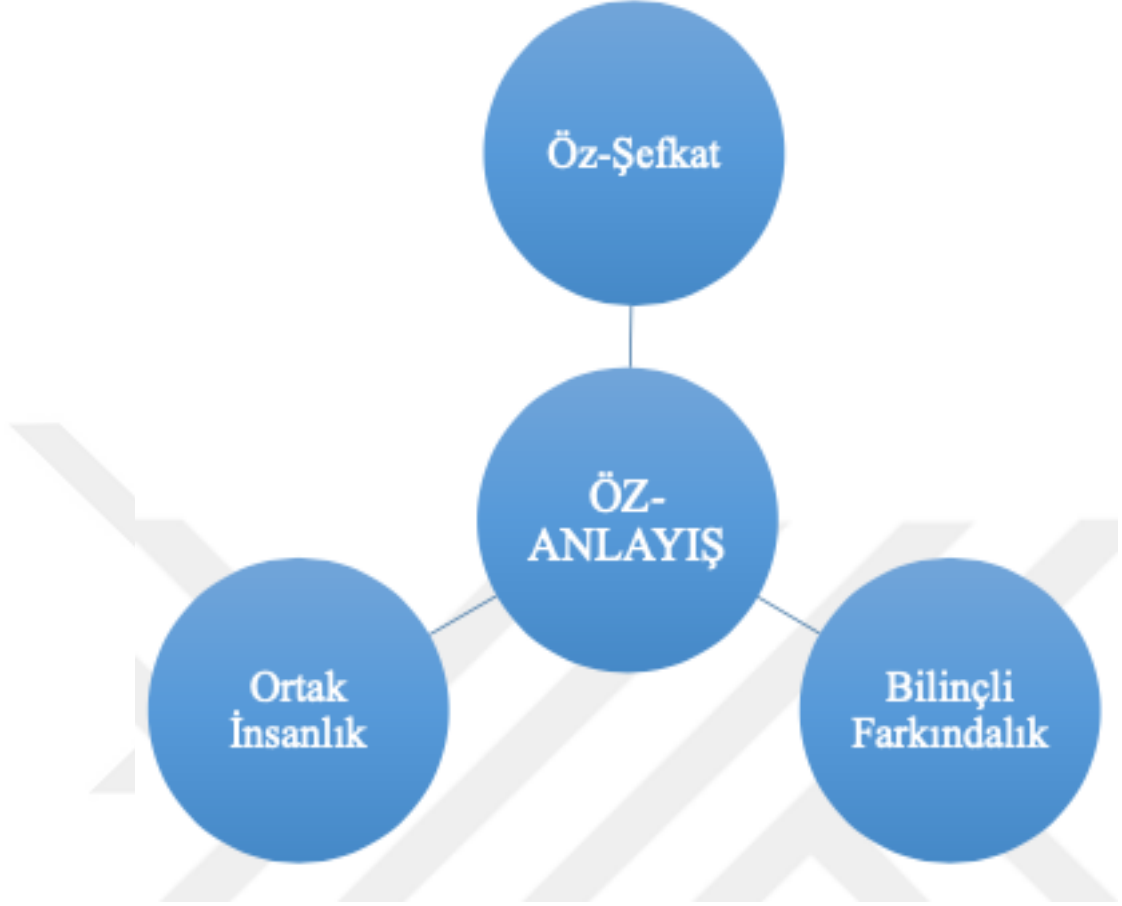 Öz-Şefkat
ÖZ-
ANLAYIŞ
Ortak
İnsanlık
Bilinçli
Farkındalık